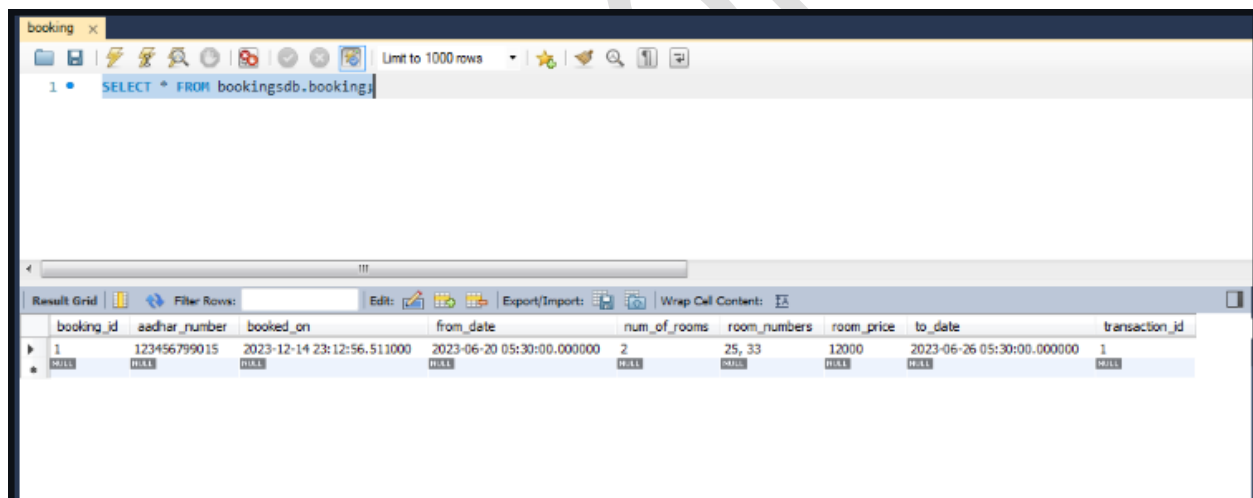 booking
Limit to 1000 rows
1 SELECT * FROM bookingsdb.booking;
Result Grid Filter Rows: Edit: Export/Import: Wrap Cell Content:
booking_id aadhar_number booked_on from_date num_of_rooms room_numbers room_price to_date transaction_id
1 123456799015 2023-12-14 23:12:56.511000 2023-06-20 05:30:00.000000 2 25, 33 12000 2023-06-26 05:30:00.000000 1
NULL NULL NULL NULL NULL NULL NULL NULL NULL